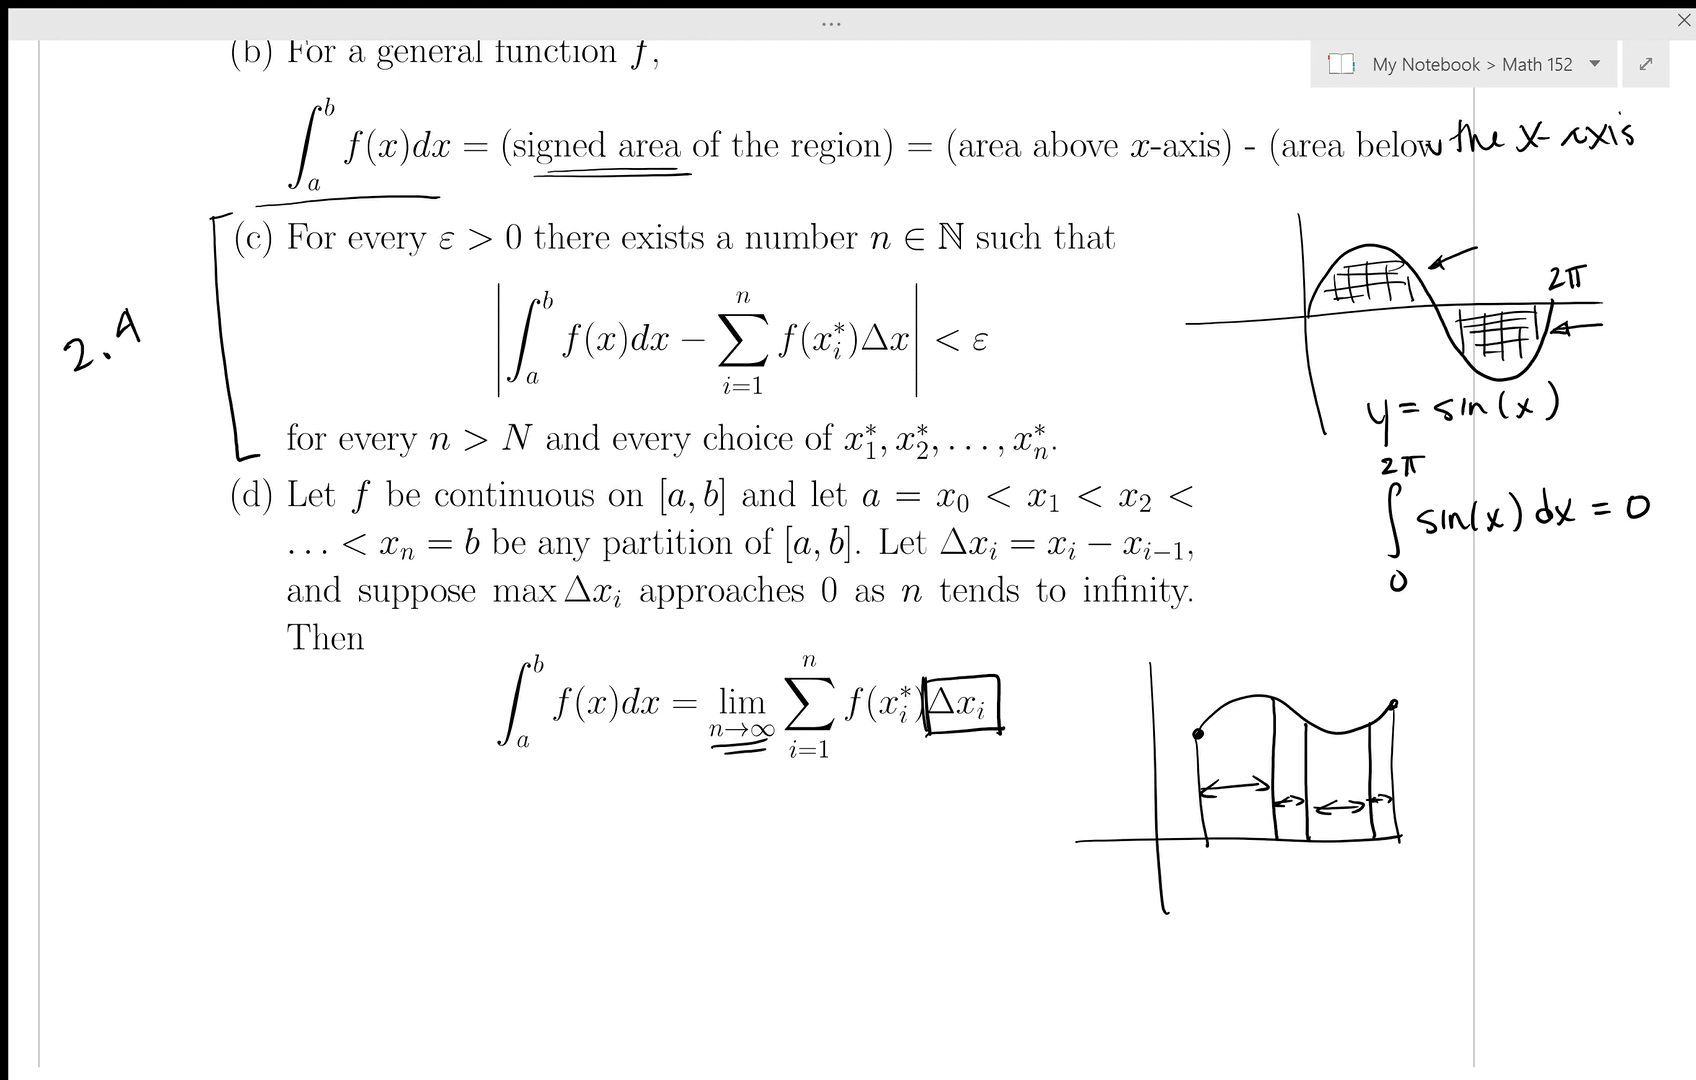 (b) For a general function f,
My Notebook > Math 152
∫_a^b f(x)dx = (signed area of the region) = (area above x-axis) - (area below the x-axis
(c) For every ε > 0 there exists a number n ∈ ℕ such that
|∫_a^b f(x)dx − ∑_{i=1}^n f(x_i^*)Δx| < ε
2π
2.4
y = sin(x)
for every n > N and every choice of x_1^*, x_2^*, . . . , x_n^*.
∫_0^{2π} sin(x) dx = 0
(d) Let f be continuous on [a, b] and let a = x_0 < x_1 < x_2 <
. . . < x_n = b be any partition of [a, b]. Let Δx_i = x_i − x_{i−1},
and suppose max Δx_i approaches 0 as n tends to infinity.
Then
∫_a^b f(x)dx = lim_{n→∞} ∑_{i=1}^n f(x_i^*)Δx_i